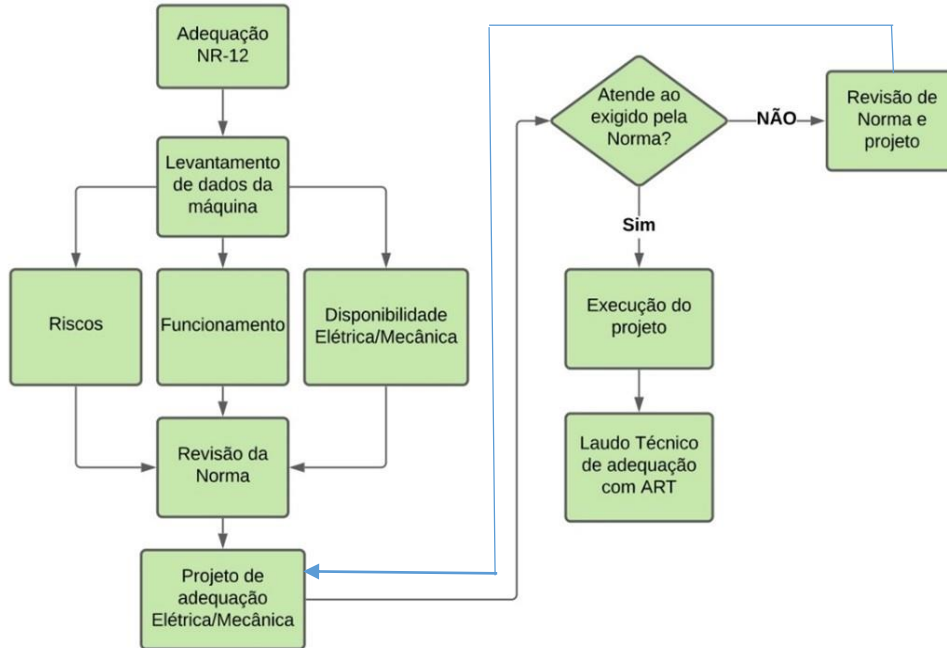 Adequação
NR-12
Levantamento
de dados da
máquina
Riscos
Funcionamento
Disponibilidade
Elétrica/Mecânica
Revisão da
Norma
Projeto de
adequação
Elétrica/Mecânica
Atende ao
exigido pela
Norma?
NÃO
Revisão de
Norma e
projeto
Sim
Execução do
projeto
Laudo Técnico
de adequação
com ART